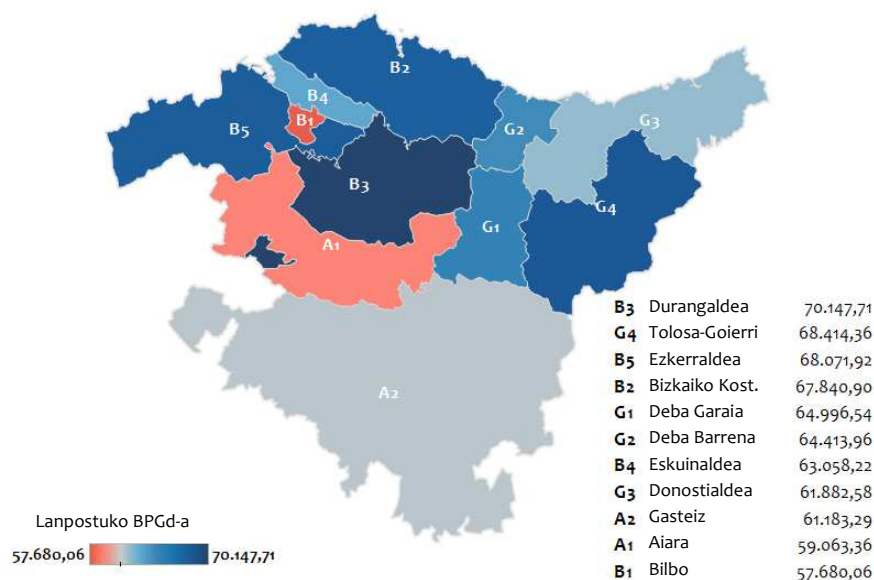 B2
B4
B1
B5
G2
G3
B3
G4
G1
A1
A2
B3 Durangaldea 70.147,71
G4 Tolosa-Goierri 68.414,36
B5 Ezkerraldea 68.071,92
B2 Bizkaiko Kost. 67.840,90
G1 Deba Garaia 64.996,54
G2 Deba Barrena 64.413,96
B4 Eskuinaldea 63.058,22
G3 Donostialdea 61.882,58
A2 Gasteiz 61.183,29
A1 Aiara 59.063,36
B1 Bilbo 57.680,06
Lanpostuko BPGd-a
57.680,06 70.147,71